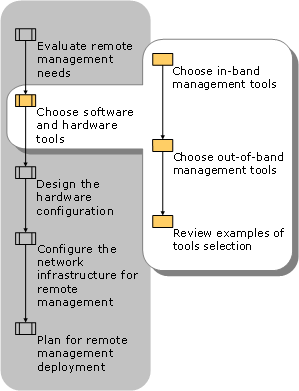 Evaluate remote
management
needs
Choose software
and hardware
tools
Design the
hardware
configuration
Configure the
network
infrastructure for
remote
management
Plan for remote
management
deployment
Choose in-band
management tools
Choose out-of-band
management tools
Review examples of
tools selection